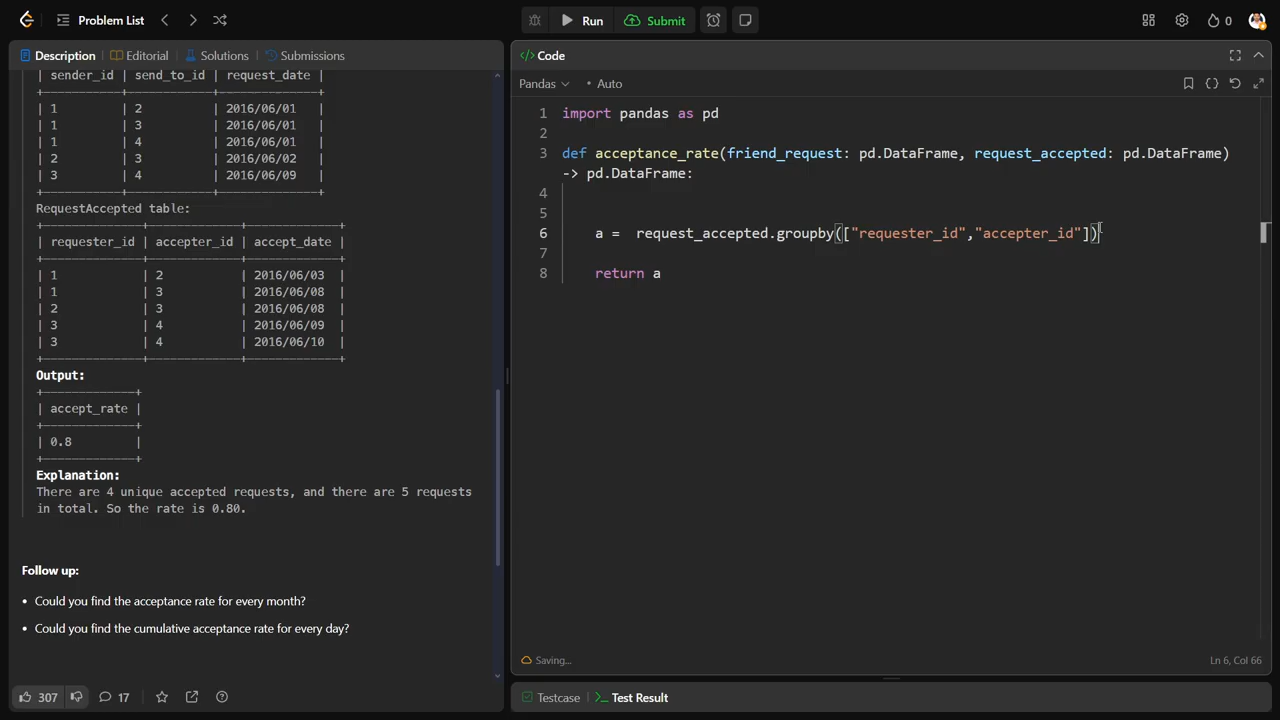 Problem List
Run
Submit
0
Description
Editorial
Solutions
Submissions
| sender_id | send_to_id | request_date |
+-----------+------------+--------------+
| 1 | 2 | 2016/06/01 |
| 1 | 3 | 2016/06/01 |
| 1 | 4 | 2016/06/01 |
| 2 | 3 | 2016/06/02 |
| 3 | 4 | 2016/06/09 |
+-----------+------------+--------------+
RequestAccepted table:
+--------------+-------------+-------------+
| requester_id | accepter_id | accept_date |
+--------------+-------------+-------------+
| 1 | 2 | 2016/06/03 |
| 1 | 3 | 2016/06/08 |
| 2 | 3 | 2016/06/08 |
| 3 | 4 | 2016/06/09 |
| 3 | 4 | 2016/06/10 |
+--------------+-------------+-------------+
Output:
+-------------+
| accept_rate |
+-------------+
| 0.8 |
+-------------+
Explanation:
There are 4 unique accepted requests, and there are 5 requests
in total. So the rate is 0.80.
Follow up:
• Could you find the acceptance rate for every month?
• Could you find the cumulative acceptance rate for every day?
307
17
</> Code
Pandas
• Auto
1 import pandas as pd
2
3 def acceptance_rate(friend_request: pd.DataFrame, request_accepted: pd.DataFrame)
-> pd.DataFrame:
4
5
6 a = request_accepted.groupby(["requester_id","accepter_id"])
7
8 return a
Saving...
Ln 6, Col 66
Testcase
Test Result